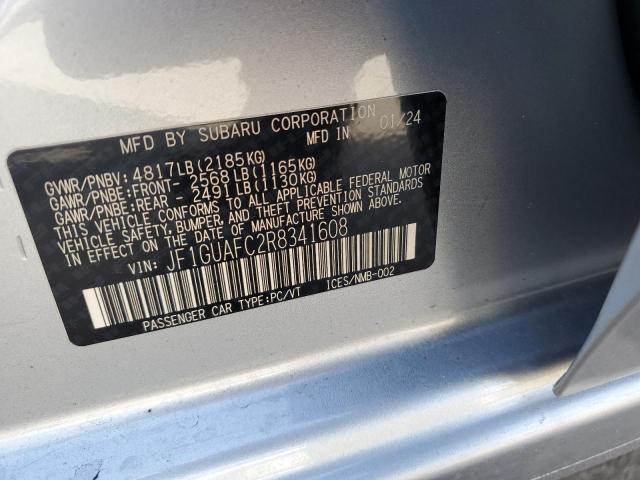 MFD BY SUBARU CORPORATION
MFD IN 01/24
GVWR/PNBV: 4817LB(2185KG)
GAWR/PNBE:FRONT- 2568LB(1165KG)
GAWR/PNBE:REAR - 2491LB(1130KG)
THIS VEHICLE CONFORMS TO ALL APPLICABLE FEDERAL MOTOR
VEHICLE SAFETY, BUMPER, AND THEFT PREVENTION STANDARDS
IN EFFECT ON THE DATE OF MANUFACTURE SHOWN ABOVE.
VIN: JF1GUAFC2R8341608
PASSENGER CAR TYPE:PC/VT ICES/NMB-002